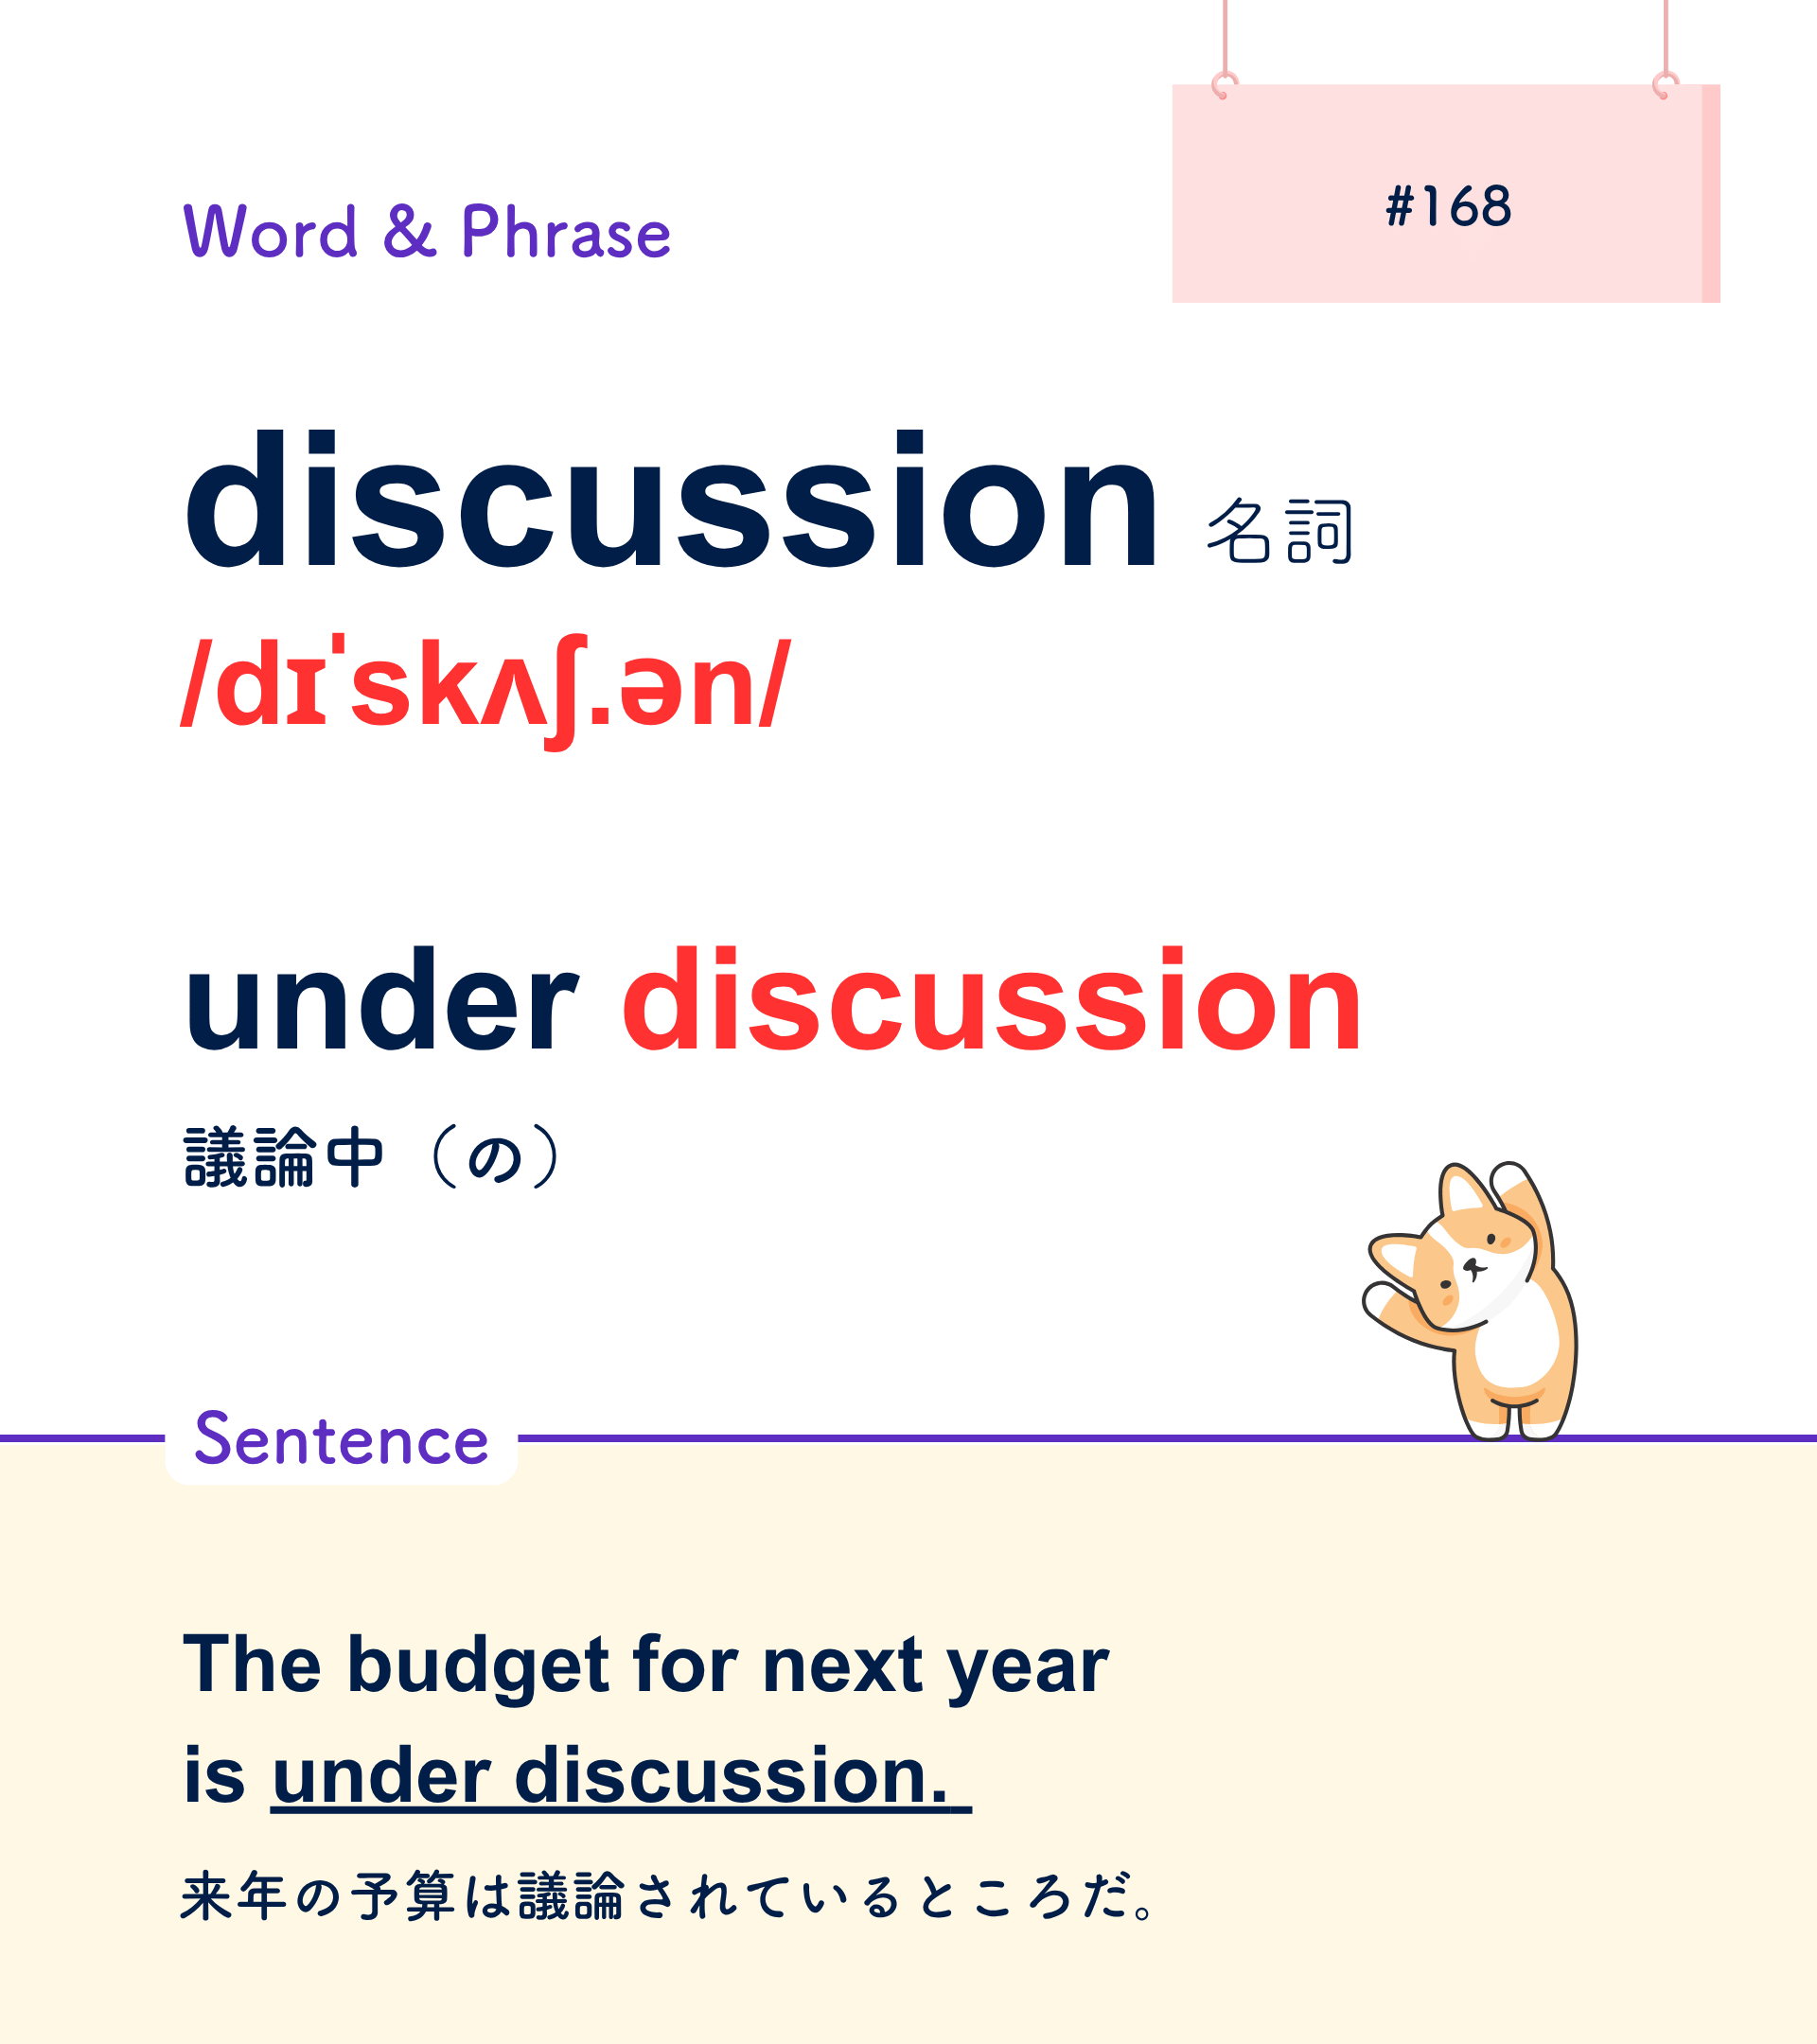 Word & Phrase
#168
discussion 名詞
/dɪˈskʌʃ.ən/
under discussion
議論中（の）
Sentence
The budget for next year
is under discussion.
来年の予算は議論されているところだ。